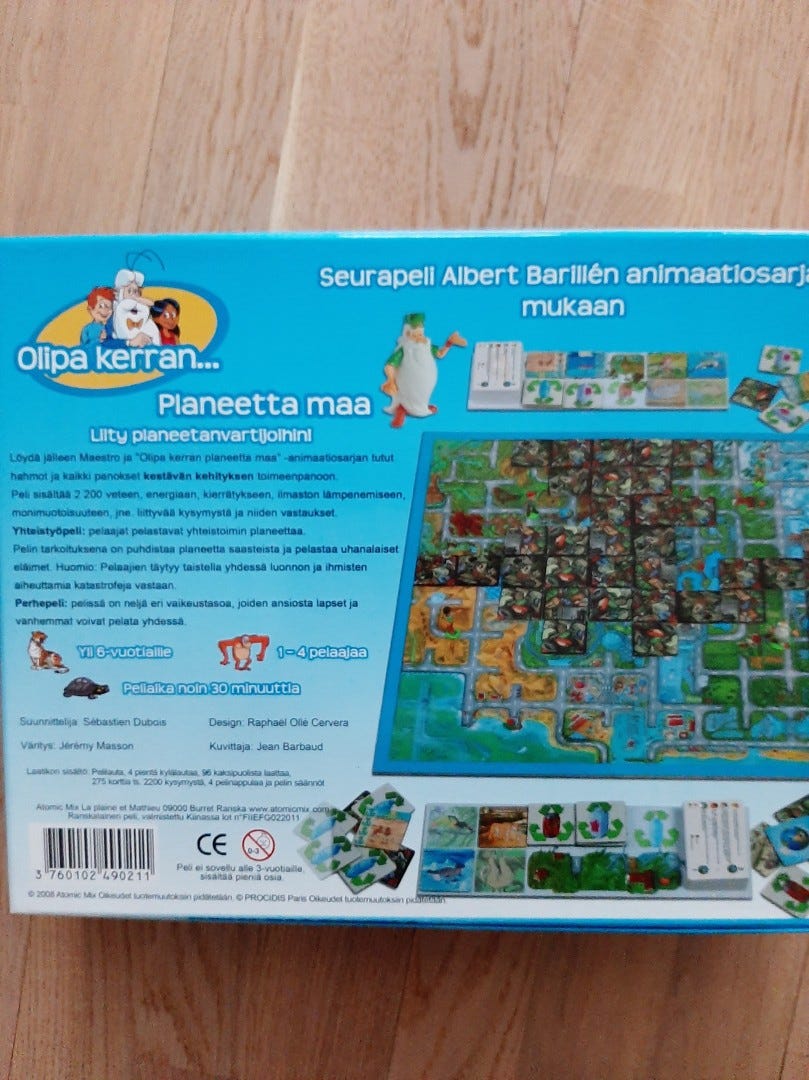 Seurapeli Albert Barillén animaatiosarja
mukaan
Olipa kerran...
Planeetta maa
Liity planeetanvartijoihin!
Löydä jälleen Maestro ja "Olipa kerran planeetta maa" -animaatiosarjan tutut
hahmot ja kaikki panokset kestävän kehityksen toimeenpanoon.
Peli sisältää 2 200 veteen, energiaan, kierrätykseen, ilmaston lämpenemiseen,
monimuotoisuuteen, jne. liittyvää kysymystä ja niiden vastaukset.
Yhteistyöpeli: pelaajat pelastavat yhteistoimin planeettaa.
Pelin tarkoituksena on puhdistaa planeetta saasteista ja pelastaa uhanalaiset
eläimet. Huomio: Pelaajien täytyy taistella yhdessä luonnon ja ihmisten
aiheuttamia katastrofeja vastaan.
Perhepeli: pelissä on neljä eri vaikeustasoa, joiden ansiosta lapset ja
vanhemmat voivat pelata yhdessä.
Yli 6-vuotiaille 1 – 4 pelaajaa
Peliaika noin 30 minuuttia
Suunnittelija: Sébastien Dubois Design: Raphaël Ollé Cervera
Väritys: Jérémy Masson Kuvittaja: Jean Barbaud
Laatikon sisältö: Pelilauta, 4 pientä kylälautaa, 96 kaksipuolista laattaa,
275 korttia ts. 2200 kysymystä, 4 pelinappulaa ja pelin säännöt
Atomic Mix La plaine et Mathieu 09000 Burret Ranska www.atomicmix.com
Ranskalainen peli, valmistettu Kiinassa lot n°FIIEFG022011
CE 0-3
Peli ei sovellu alle 3-vuotiaille,
sisältää pieniä osia.
3 760102 490211
© 2008 Atomic Mix Oikeudet tuotemuutoksiin pidätetään. © PROCIDIS Paris Oikeudet tuotemuutoksiin pidätetään.